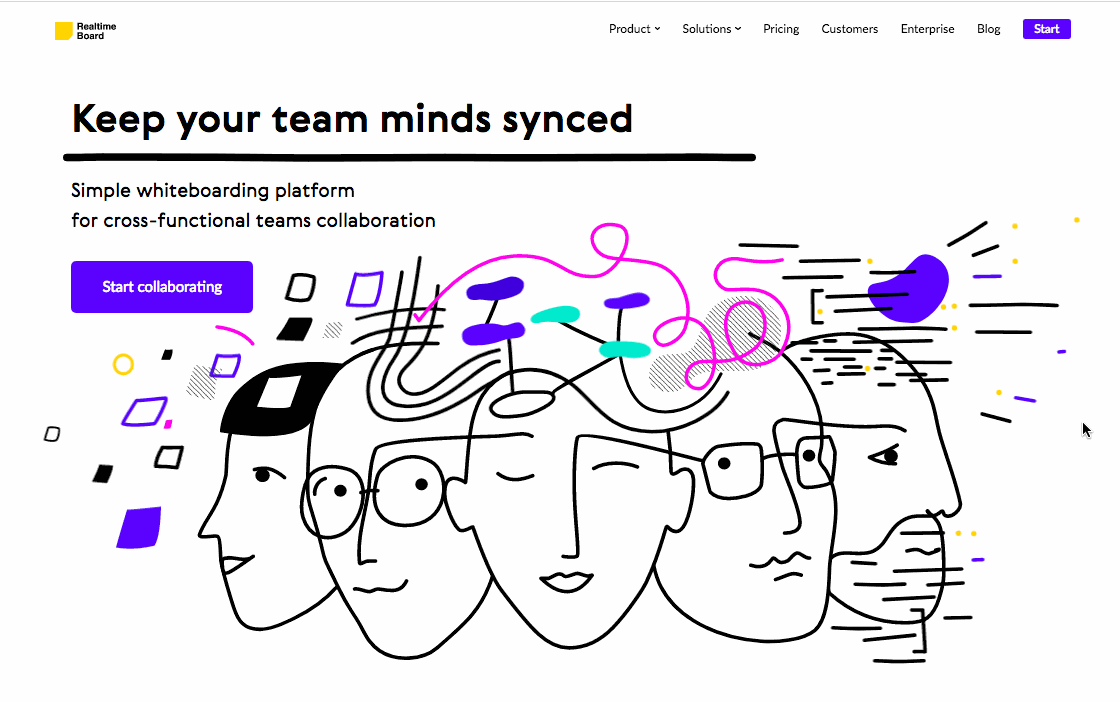 Realtime
Board
Product
Solutions
Pricing
Customers
Enterprise
Blog
Start
Keep your team minds synced
Simple whiteboarding platform
for cross-functional teams collaboration
Start collaborating